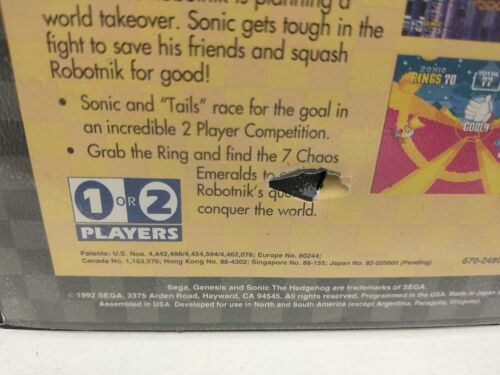 is planning a
world takeover. Sonic gets tough in the
fight to save his friends and squash
Robotnik for good!
• Sonic and "Tails" race for the goal in
an incredible 2 Player Competition.
• Grab the Ring and find the 7 Chaos
Emeralds to
Robotnik's
conquer the world.
1 OR 2
PLAYERS
SONIC
RINGS TO
TOTAL
77
COOL!
Patents: U.S. Nos. 4,442,486/4,454,594/4,462,076; Europe No. 80244;
Canada No. 1,183,276; Hong Kong No. 88-4302; Singapore No. 88-155; Japan No. 82-205605 (Pending)
Sega, Genesis and Sonic The Hedgehog are trademarks of SEGA.
© 1992 SEGA, 3375 Arden Road, Hayward, CA 94545. All rights reserved. Programmed in the USA. Made in Japan
Assembled in USA. Developed for use in North and South America (except Argentina, Paraguay, Uruguay)